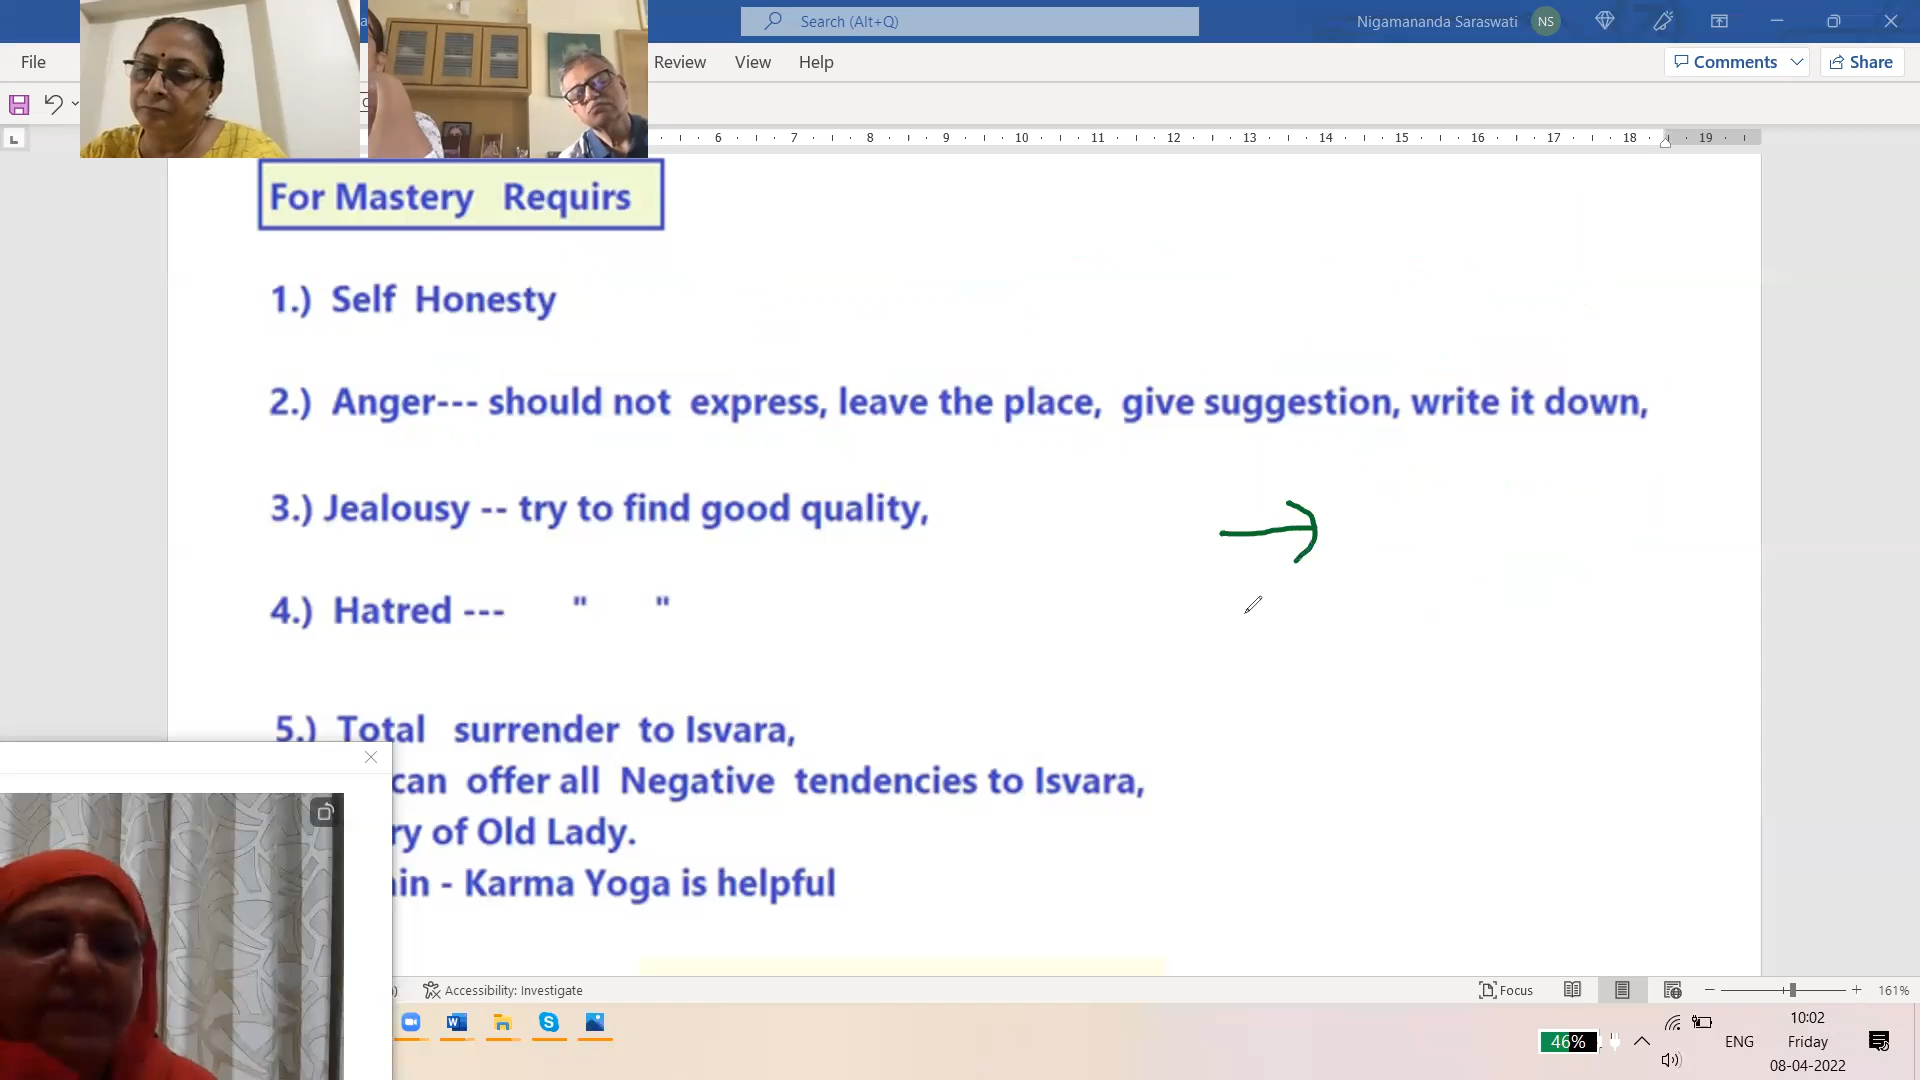 Search (Alt+Q)
Nigamananda Saraswati NS
File
Review View Help
Comments Share
6 7 8 9 10 11 12 13 14 15 16 17 18 19
For Mastery Requirs
1.) Self Honesty
2.) Anger--- should not express, leave the place, give suggestion, write it down,
3.) Jealousy -- try to find good quality,
4.) Hatred --- " "
5.) Total surrender to Isvara,
can offer all Negative tendencies to Isvara,
ry of Old Lady.
in - Karma Yoga is helpful
Accessibility: Investigate
Focus
161%
46%
ENG
10:02
Friday
08-04-2022